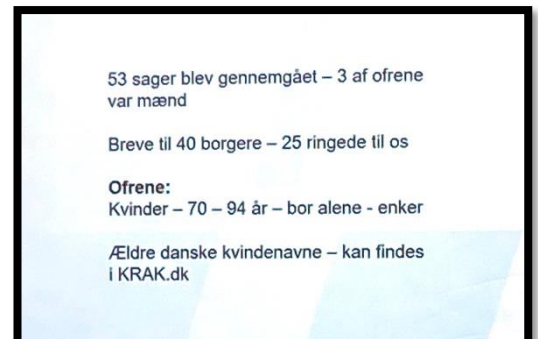 53 sager blev gennemgået – 3 af ofrene
var mænd
Breve til 40 borgere – 25 ringede til os
Ofrene:
Kvinder – 70 – 94 år – bor alene - enker
Ældre danske kvindenavne – kan findes
i KRAK.dk